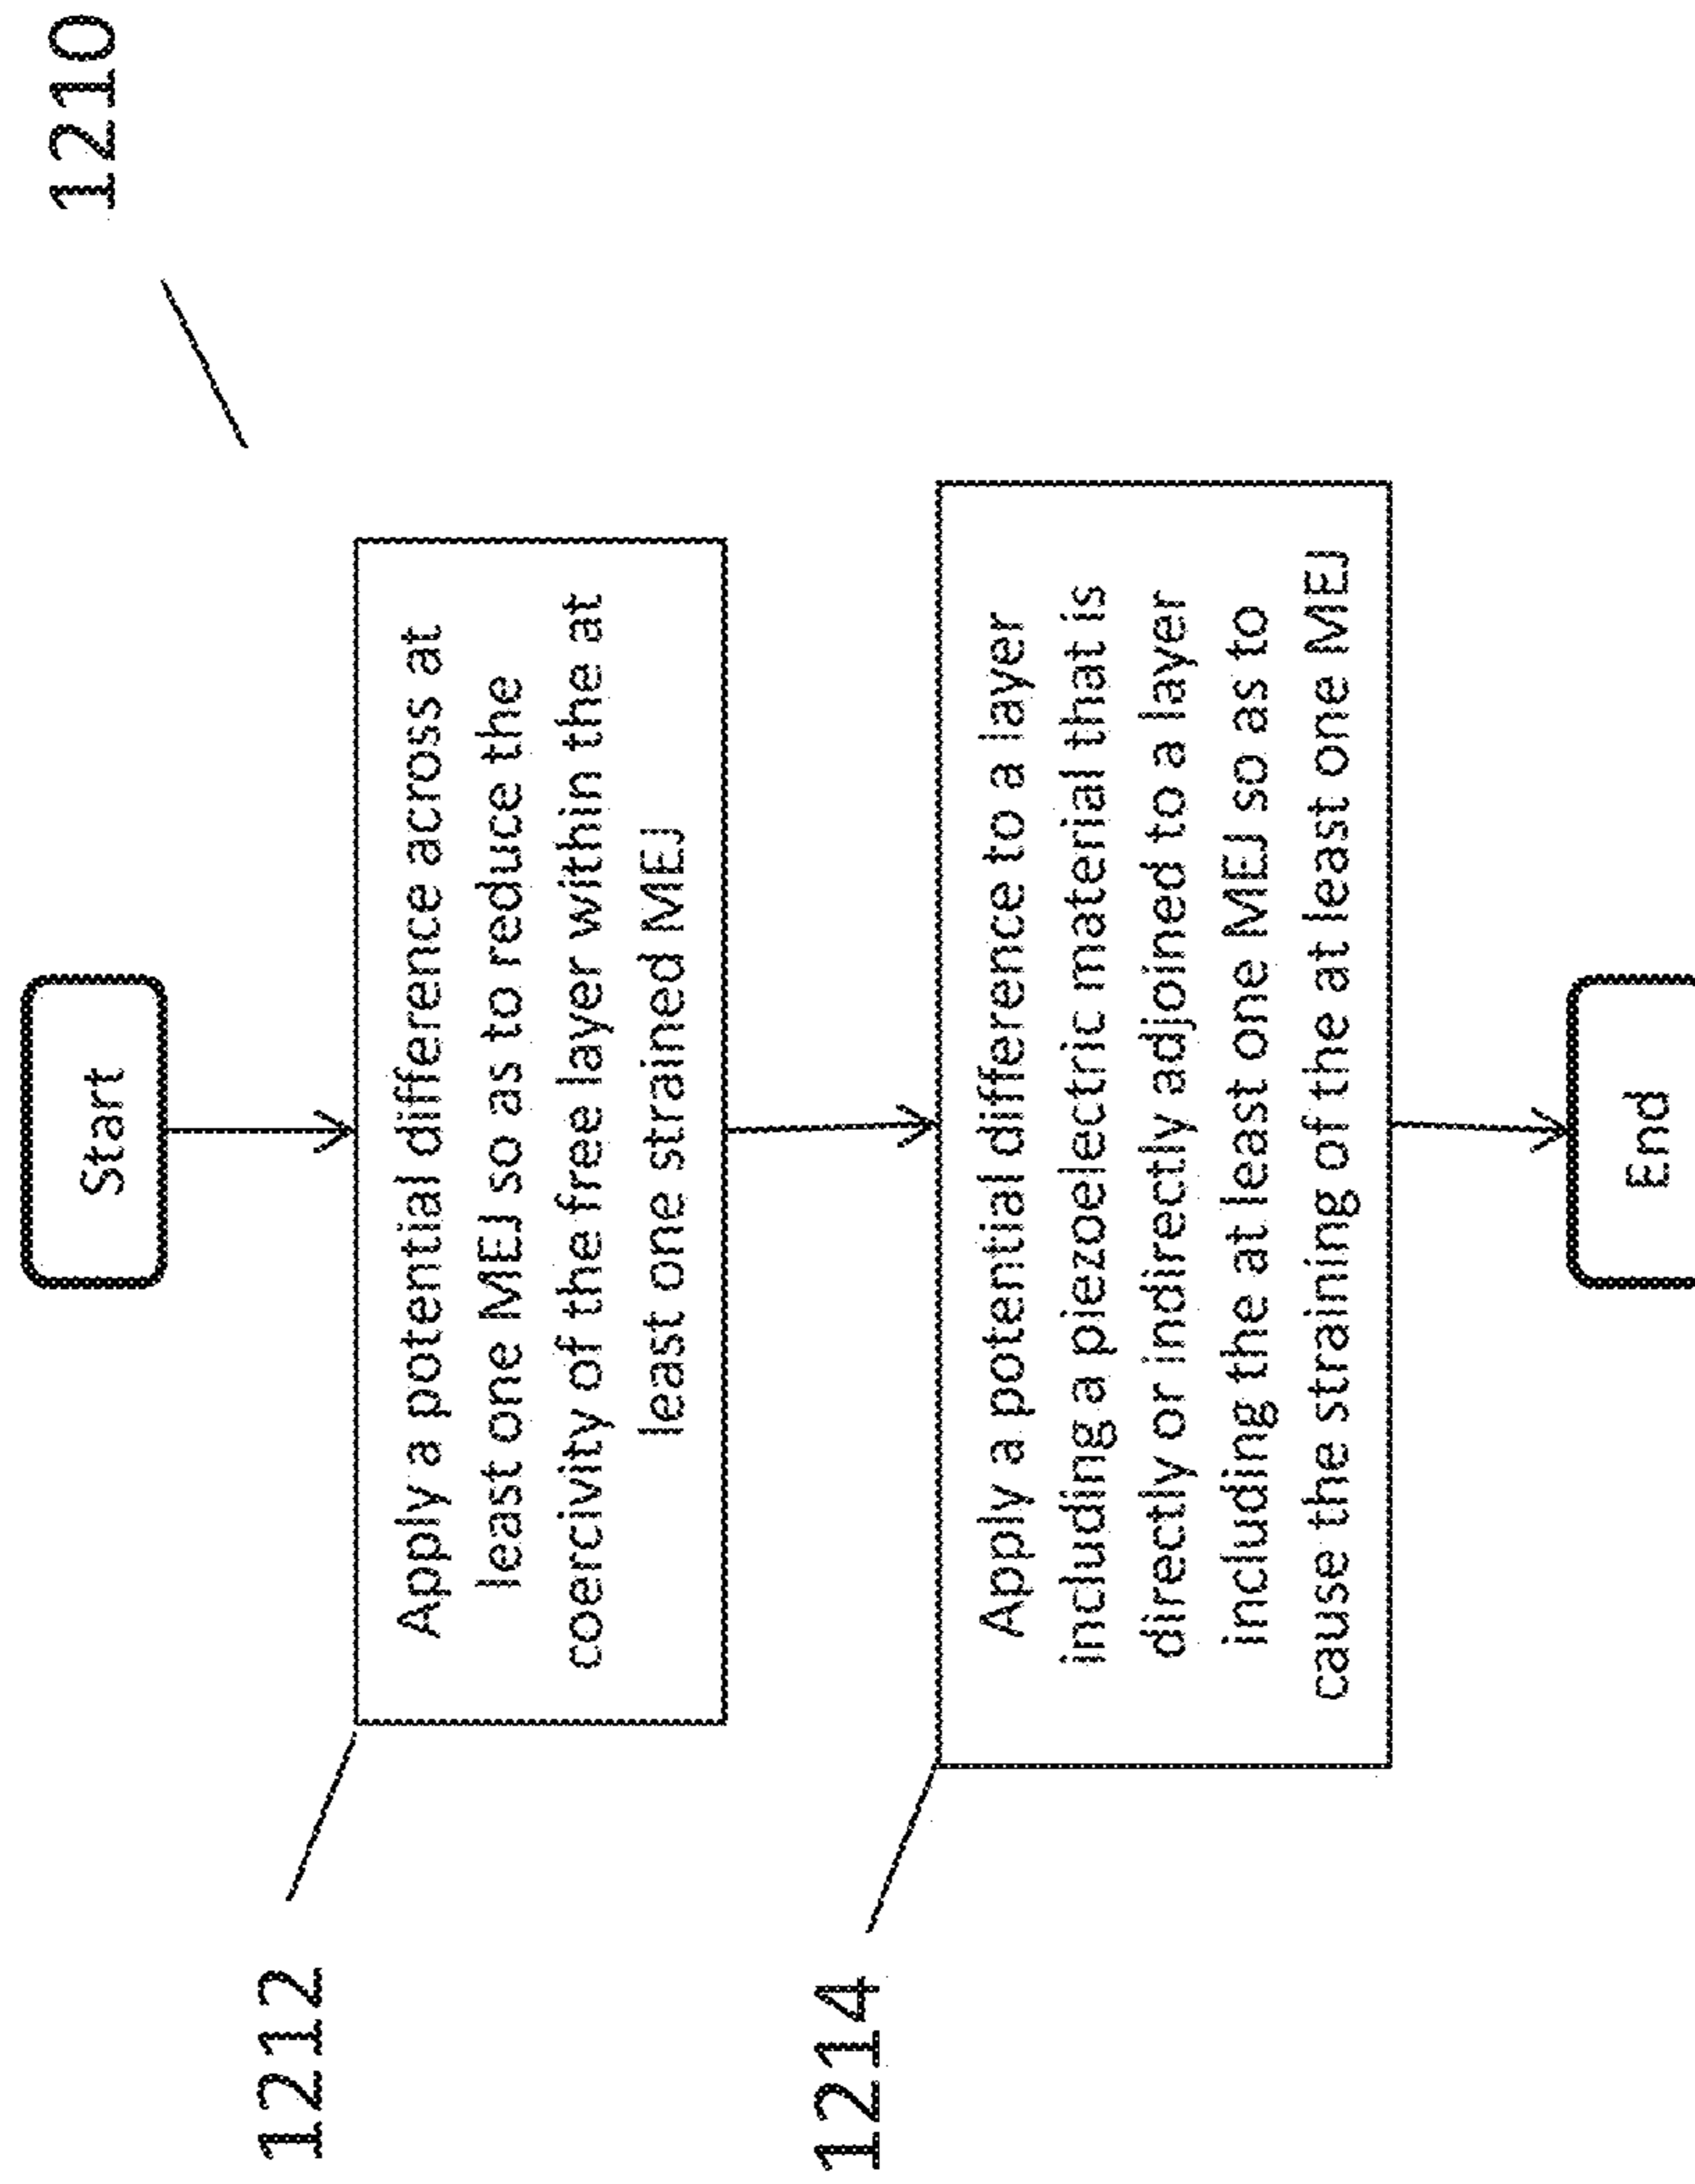 1210
Start
1212
Apply a potential difference across at
least one MEJ so as to reduce the
coercivity of the free layer within the at
least one strained MEJ
1214
Apply a potential difference to a layer
including a piezoelectric material that is
directly or indirectly adjoined to a layer
including the at least one MEJ so as to
cause the straining of the at least one MEJ
End